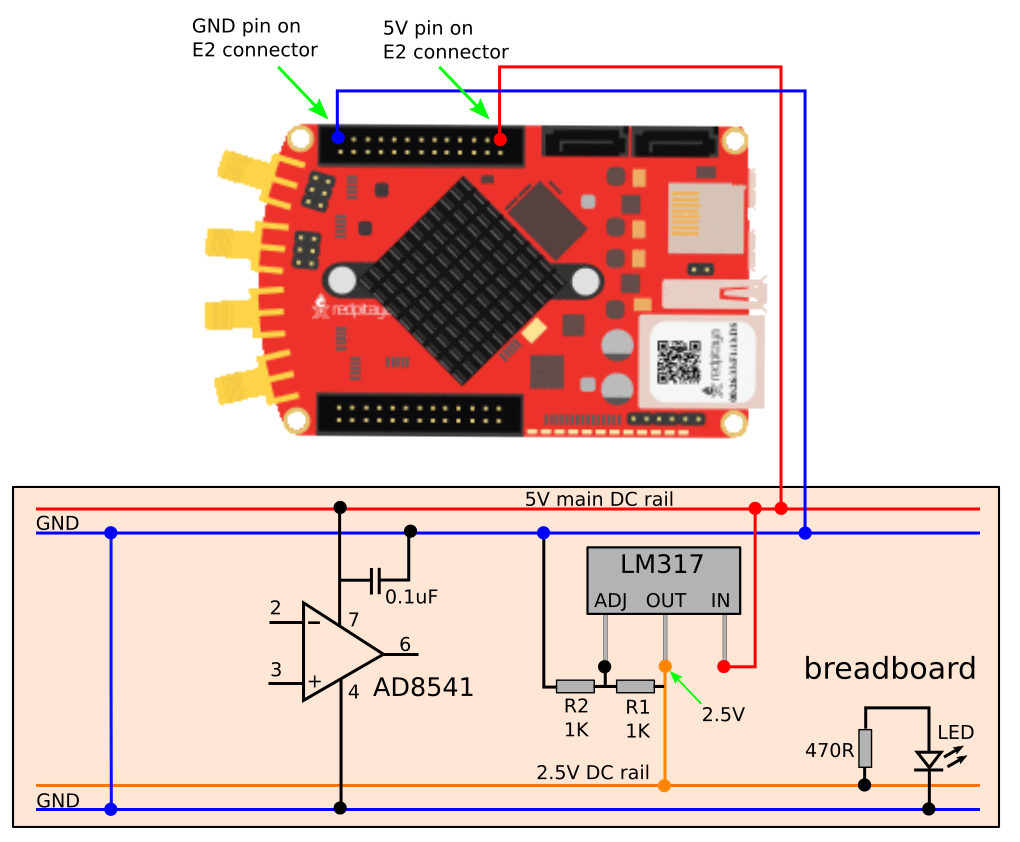 GND pin on
E2 connector
5V pin on
E2 connector
redpitaya
redpitaya
5V main DC rail
GND
LM317
ADJ OUT IN
0.1uF
2
7
6
3
4
AD8541
R2
1K
R1
1K
2.5V
breadboard
LED
470R
2.5V DC rail
GND